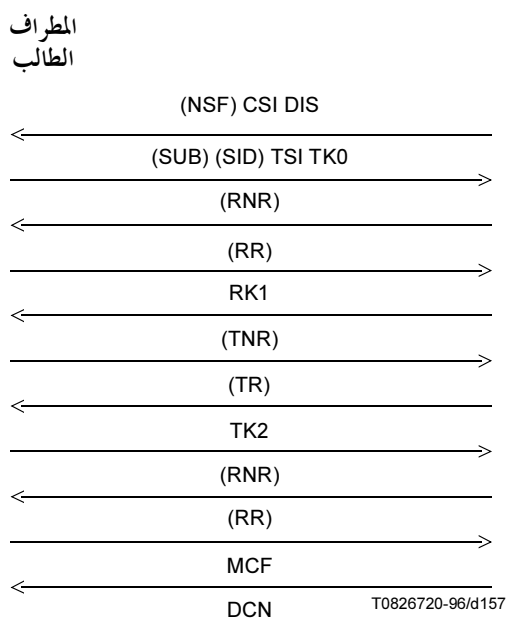 المطراف
الطالب
(NSF) CSI DIS
(SUB) (SID) TSI TK0
(RNR)
(RR)
RK1
(TNR)
(TR)
TK2
(RNR)
(RR)
MCF
DCN
T0826720-96/d157